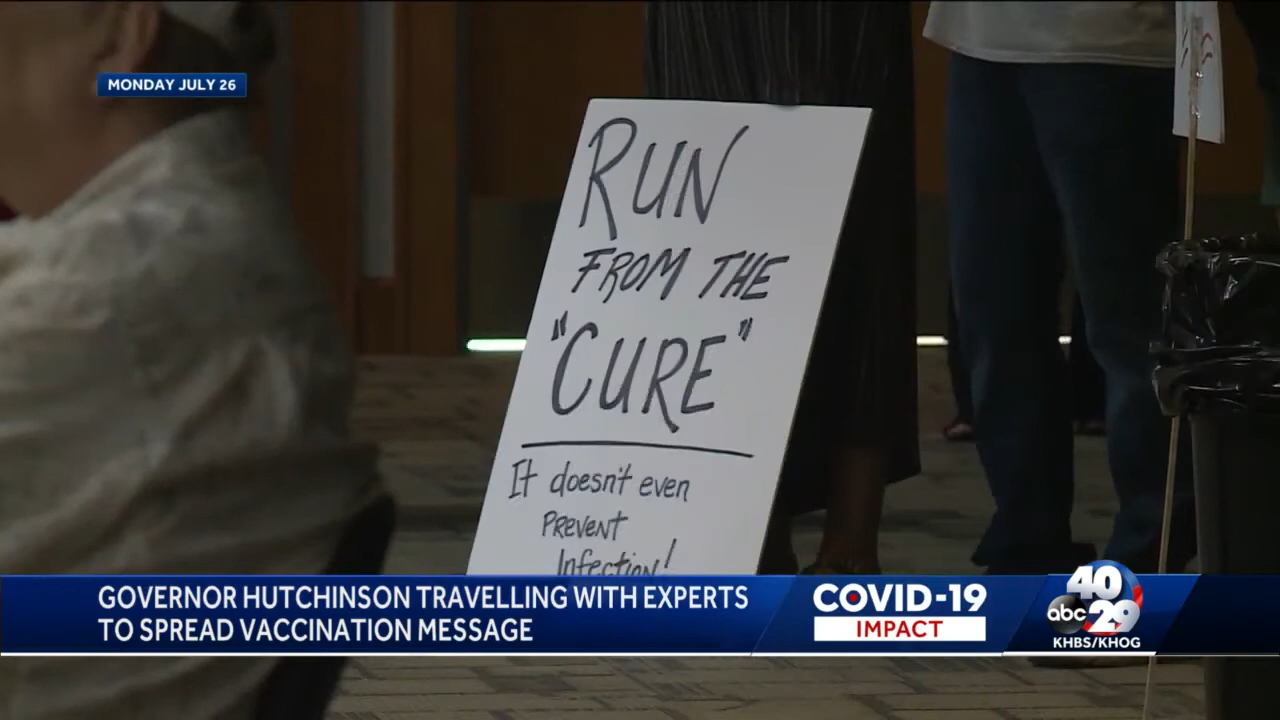 MONDAY JULY 26
RUN
FROM THE
"CURE"
It doesn't even
PREVENT
Infection!
GOVERNOR HUTCHINSON TRAVELLING WITH EXPERTS
TO SPREAD VACCINATION MESSAGE
COVID-19
IMPACT
40
abc 29
KHBS/KHOG